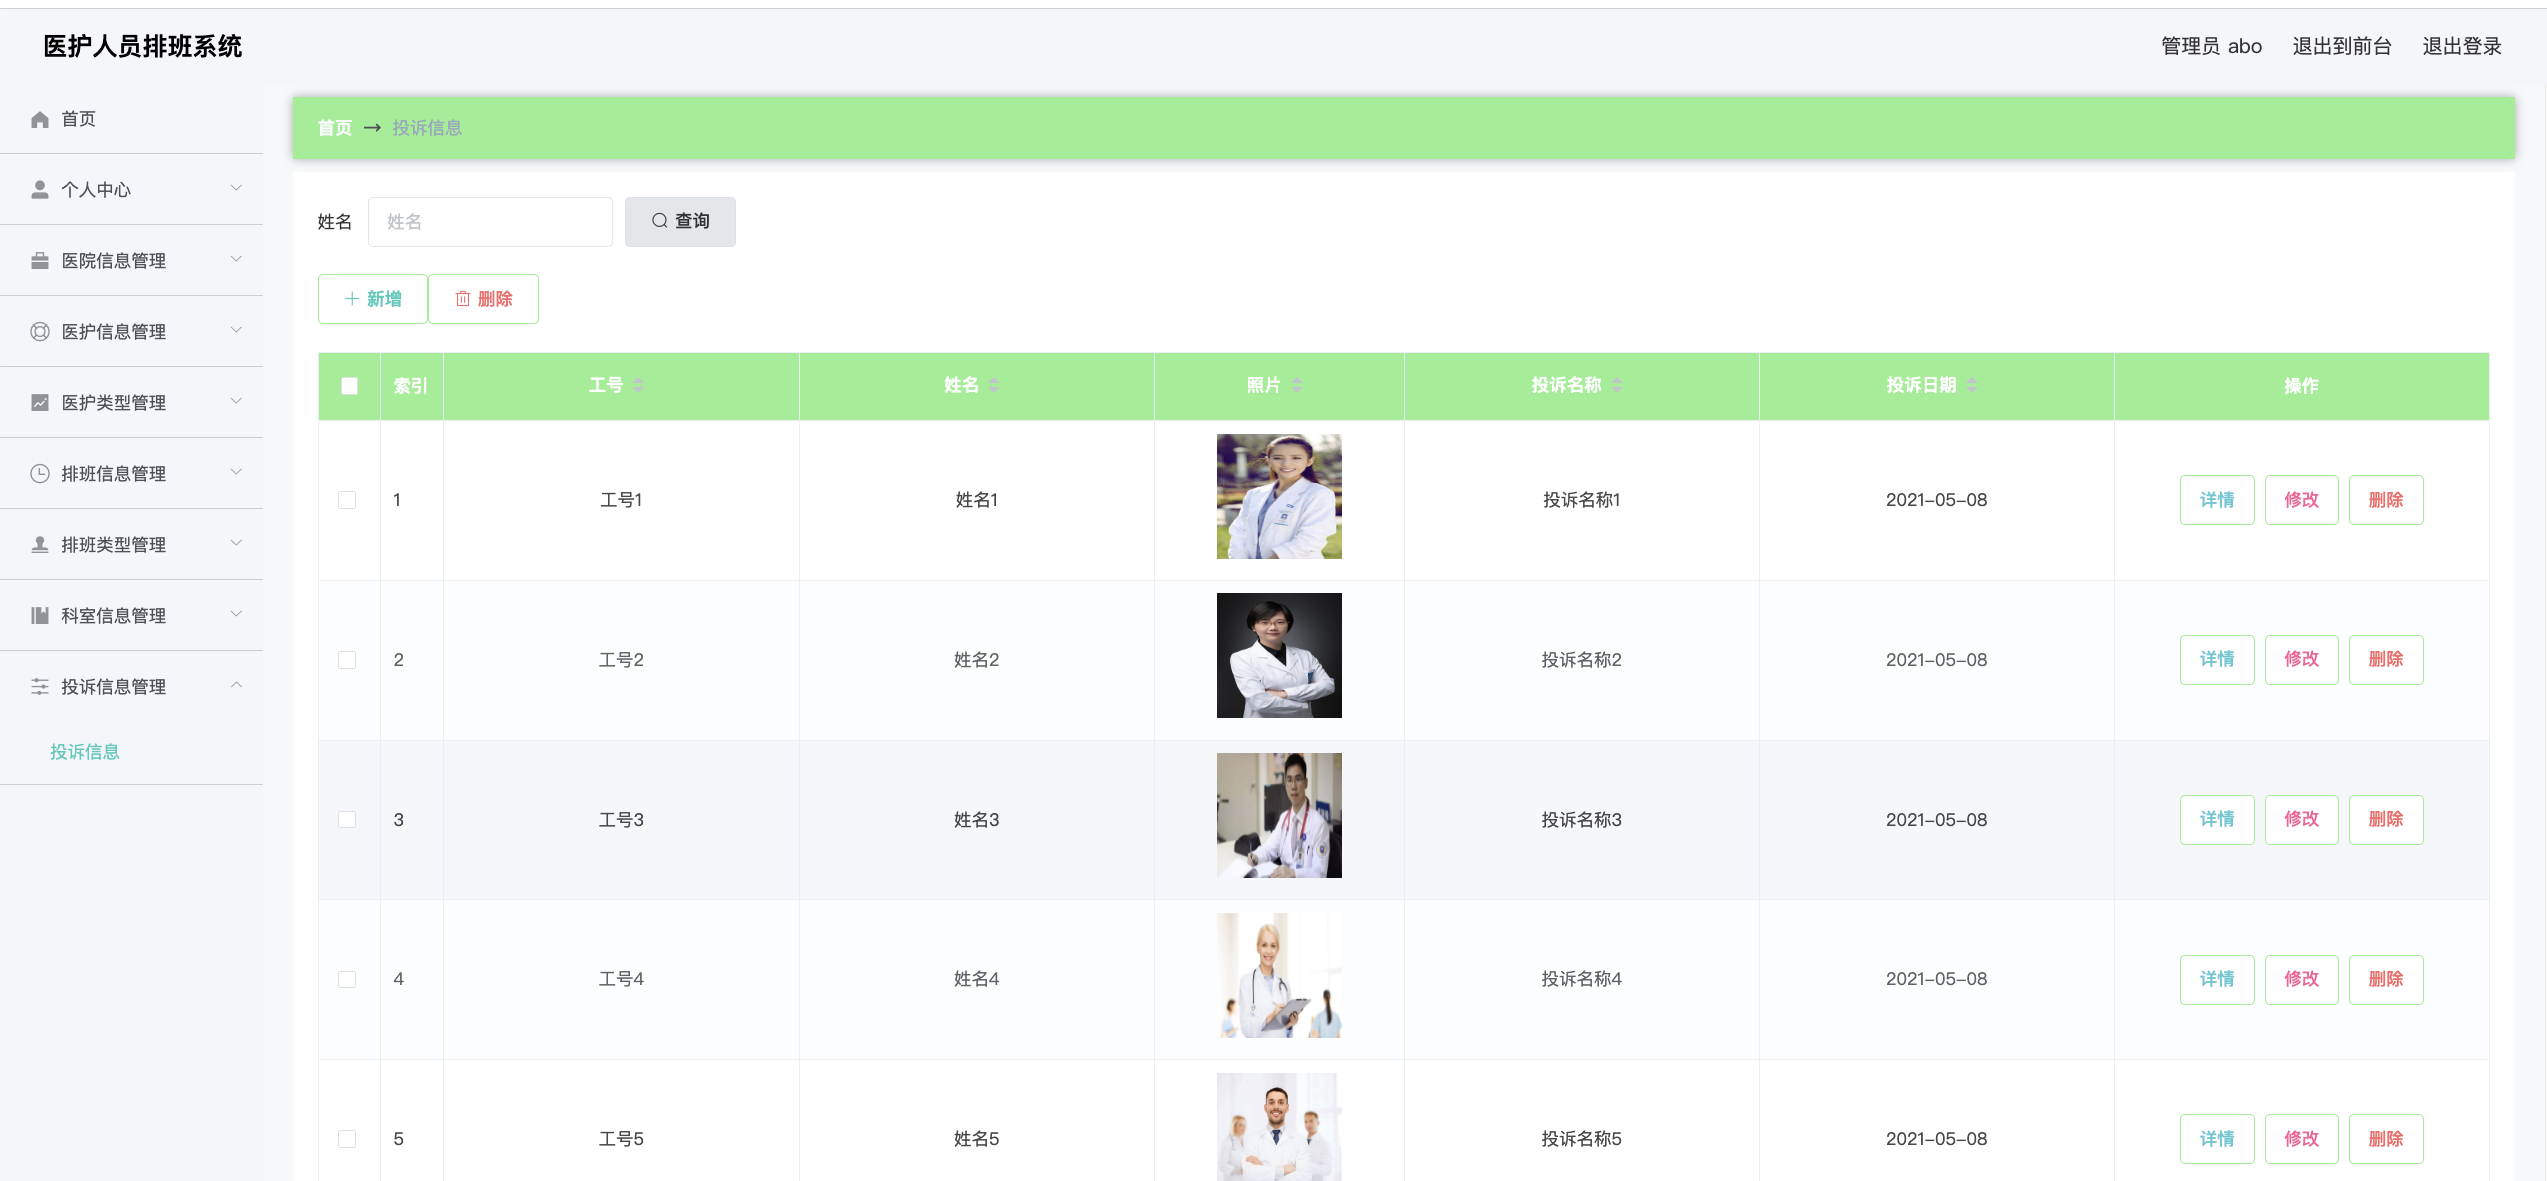 医护人员排班系统
管理员 abo 退出到前台 退出登录
首页
个人中心
医院信息管理
医护信息管理
医护类型管理
排班信息管理
排班类型管理
科室信息管理
投诉信息管理
投诉信息
首页 → 投诉信息
姓名 姓名 查询
新增 删除
索引 工号 姓名 照片 投诉名称 投诉日期 操作
1 工号1 姓名1 投诉名称1 2021-05-08 详情 修改 删除
2 工号2 姓名2 投诉名称2 2021-05-08 详情 修改 删除
3 工号3 姓名3 投诉名称3 2021-05-08 详情 修改 删除
4 工号4 姓名4 投诉名称4 2021-05-08 详情 修改 删除
5 工号5 姓名5 投诉名称5 2021-05-08 详情 修改 删除